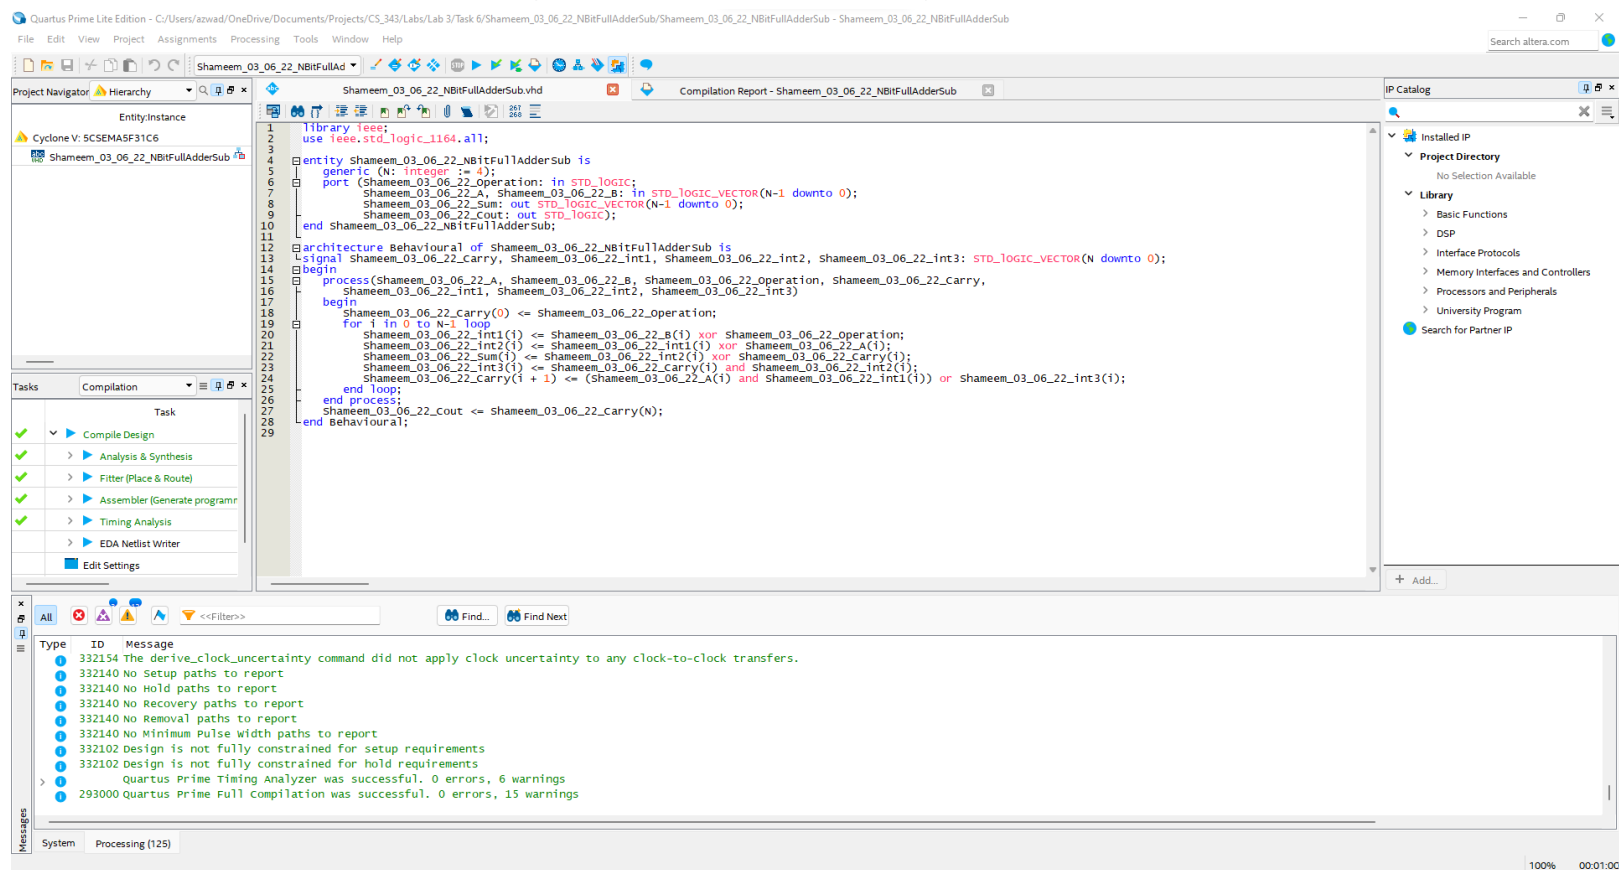 Quartus Prime Lite Edition - C:/Users/azwad/OneDrive/Documents/Projects/CS_343/Labs/Lab 3/Task 6/Shameem_03_06_22_NBitFullAdderSub/Shameem_03_06_22_NBitFullAdderSub - Shameem_03_06_22_NBitFullAdderSub
File Edit View Project Assignments Processing Tools Window Help
Search altera.com
Shameem_03_06_22_NBitFullAd
Project Navigator Hierarchy
Entity:Instance
Cyclone V: 5CSEMA5F31C6
Shameem_03_06_22_NBitFullAdderSub
Tasks Compilation
Task
Compile Design
Analysis & Synthesis
Fitter (Place & Route)
Assembler (Generate programm
Timing Analysis
EDA Netlist Writer
Edit Settings
Shameem_03_06_22_NBitFullAdderSub.vhd
Compilation Report - Shameem_03_06_22_NBitFullAdderSub
267
268
1 library ieee;
2 use ieee.std_logic_1164.all;
3
4 entity Shameem_03_06_22_NBitFullAdderSub is
5 generic (N: integer := 4);
6 port (Shameem_03_06_22_Operation: in STD_lOGIC;
7 Shameem_03_06_22_A, Shameem_03_06_22_B: in STD_lOGIC_VECTOR(N-1 downto 0);
8 Shameem_03_06_22_Sum: out STD_lOGIC_VECTOR(N-1 downto 0);
9 Shameem_03_06_22_Cout: out STD_lOGIC);
10 end Shameem_03_06_22_NBitFullAdderSub;
11
12 architecture Behavioural of Shameem_03_06_22_NBitFullAdderSub is
13 signal Shameem_03_06_22_Carry, Shameem_03_06_22_int1, Shameem_03_06_22_int2, Shameem_03_06_22_int3: STD_lOGIC_VECTOR(N downto 0);
14 begin
15 process(Shameem_03_06_22_A, Shameem_03_06_22_B, Shameem_03_06_22_Operation, Shameem_03_06_22_Carry,
16 Shameem_03_06_22_int1, Shameem_03_06_22_int2, Shameem_03_06_22_int3)
17 begin
18 Shameem_03_06_22_Carry(0) <= Shameem_03_06_22_Operation;
19 for i in 0 to N-1 loop
20 Shameem_03_06_22_int1(i) <= Shameem_03_06_22_B(i) xor Shameem_03_06_22_Operation;
21 Shameem_03_06_22_int2(i) <= Shameem_03_06_22_int1(i) xor Shameem_03_06_22_A(i);
22 Shameem_03_06_22_Sum(i) <= Shameem_03_06_22_int2(i) xor Shameem_03_06_22_Carry(i);
23 Shameem_03_06_22_int3(i) <= Shameem_03_06_22_Carry(i) and Shameem_03_06_22_int2(i);
24 Shameem_03_06_22_Carry(i + 1) <= (Shameem_03_06_22_A(i) and Shameem_03_06_22_int1(i)) or Shameem_03_06_22_int3(i);
25 end loop;
26 end process;
27 Shameem_03_06_22_Cout <= Shameem_03_06_22_Carry(N);
28 end Behavioural;
29
IP Catalog
Installed IP
Project Directory
No Selection Available
Library
Basic Functions
DSP
Interface Protocols
Memory Interfaces and Controllers
Processors and Peripherals
University Program
Search for Partner IP
+ Add...
All <<Filter>> Find... Find Next
Type ID Message
332154 The derive_clock_uncertainty command did not apply clock uncertainty to any clock-to-clock transfers.
332140 No Setup paths to report
332140 No Hold paths to report
332140 No Recovery paths to report
332140 No Removal paths to report
332140 No Minimum Pulse Width paths to report
332102 Design is not fully constrained for setup requirements
332102 Design is not fully constrained for hold requirements
Quartus Prime Timing Analyzer was successful. 0 errors, 6 warnings
293000 Quartus Prime Full Compilation was successful. 0 errors, 15 warnings
Messages
System Processing (125)
100% 00:01:00